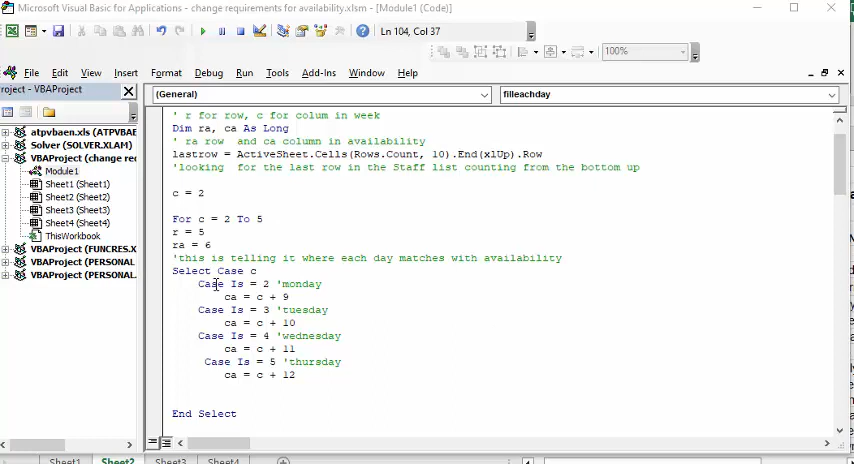 Microsoft Visual Basic for Applications - change requirements for availability.xlsm - [Module1 (Code)]
Ln 104, Col 37
100%
File Edit View Insert Format Debug Run Tools Add-Ins Window Help
roject - VBAProject
(General)
filleachday
atpvbaen.xls (ATPVBAE
Solver (SOLVER.XLAM)
VBAProject (change re
Module1
Sheet1 (Sheet1)
Sheet2 (Sheet2)
Sheet3 (Sheet3)
Sheet4 (Sheet4)
ThisWorkbook
VBAProject (FUNCRES.X
VBAProject (PERSONAL
VBAProject (PERSONAL.
' r for row, c for colum in week
Dim ra, ca As Long
' ra row  and ca column in availability
lastrow = ActiveSheet.Cells(Rows.Count, 10).End(xlUp).Row
'looking  for the last row in the Staff list counting from the bottom up
c = 2
For c = 2 To 5
r = 5
ra = 6
'this is telling it where each day matches with availability
Select Case c
Case Is = 2 'monday
ca = c + 9
Case Is = 3 'tuesday
ca = c + 10
Case Is = 4 'wednesday
ca = c + 11
Case Is = 5 'thursday
ca = c + 12
End Select
Sheet1 Sheet2 Sheet3 Sheet4